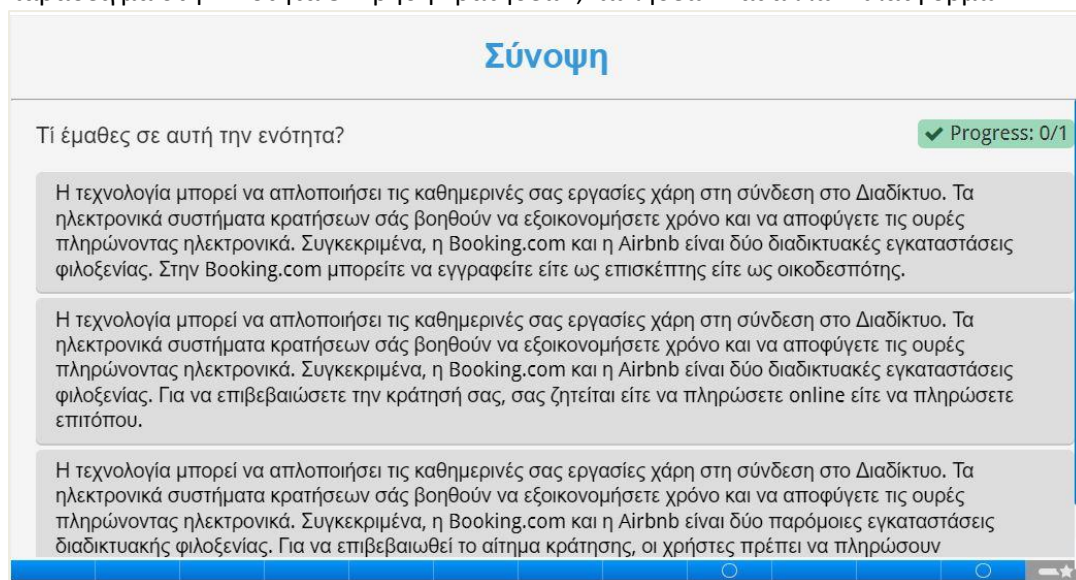 Σύνοψη
Τί έμαθες σε αυτή την ενότητα?
Progress: 0/1
Η τεχνολογία μπορεί να απλοποιήσει τις καθημερινές σας εργασίες χάρη στη σύνδεση στο Διαδίκτυο. Τα
ηλεκτρονικά συστήματα κρατήσεων σάς βοηθούν να εξοικονομήσετε χρόνο και να αποφύγετε τις ουρές
πληρώνοντας ηλεκτρονικά. Συγκεκριμένα, η Booking.com και η Airbnb είναι δύο διαδικτυακές εγκαταστάσεις
φιλοξενίας. Στην Booking.com μπορείτε να εγγραφείτε είτε ως επισκέπτης είτε ως οικοδεσπότης.
Η τεχνολογία μπορεί να απλοποιήσει τις καθημερινές σας εργασίες χάρη στη σύνδεση στο Διαδίκτυο. Τα
ηλεκτρονικά συστήματα κρατήσεων σάς βοηθούν να εξοικονομήσετε χρόνο και να αποφύγετε τις ουρές
πληρώνοντας ηλεκτρονικά. Συγκεκριμένα, η Booking.com και η Airbnb είναι δύο διαδικτυακές εγκαταστάσεις
φιλοξενίας. Για να επιβεβαιώσετε την κράτησή σας, σας ζητείται είτε να πληρώσετε online είτε να πληρώσετε
επιτόπου.
Η τεχνολογία μπορεί να απλοποιήσει τις καθημερινές σας εργασίες χάρη στη σύνδεση στο Διαδίκτυο. Τα
ηλεκτρονικά συστήματα κρατήσεων σάς βοηθούν να εξοικονομήσετε χρόνο και να αποφύγετε τις ουρές
πληρώνοντας ηλεκτρονικά. Συγκεκριμένα, η Booking.com και η Airbnb είναι δύο παρόμοιες εγκαταστάσεις
διαδικτυακής φιλοξενίας. Για να επιβεβαιωθεί το αίτημα κράτησης, οι χρήστες πρέπει να πληρώσουν